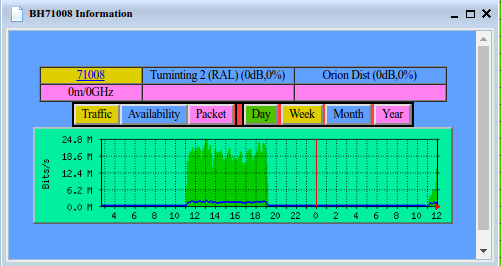 BH71008 Information
71008 Tuminting 2 (RAL) (0dB,0%) Orion Dist (0dB,0%)
0m/0GHz
Traffic Availability Packet Day Week Month Year
Bits/s
24.8 M
18.6 M
12.4 M
6.2 M
0.0 M
4 6 8 10 12 14 16 18 20 22 0 2 4 6 8 10 12